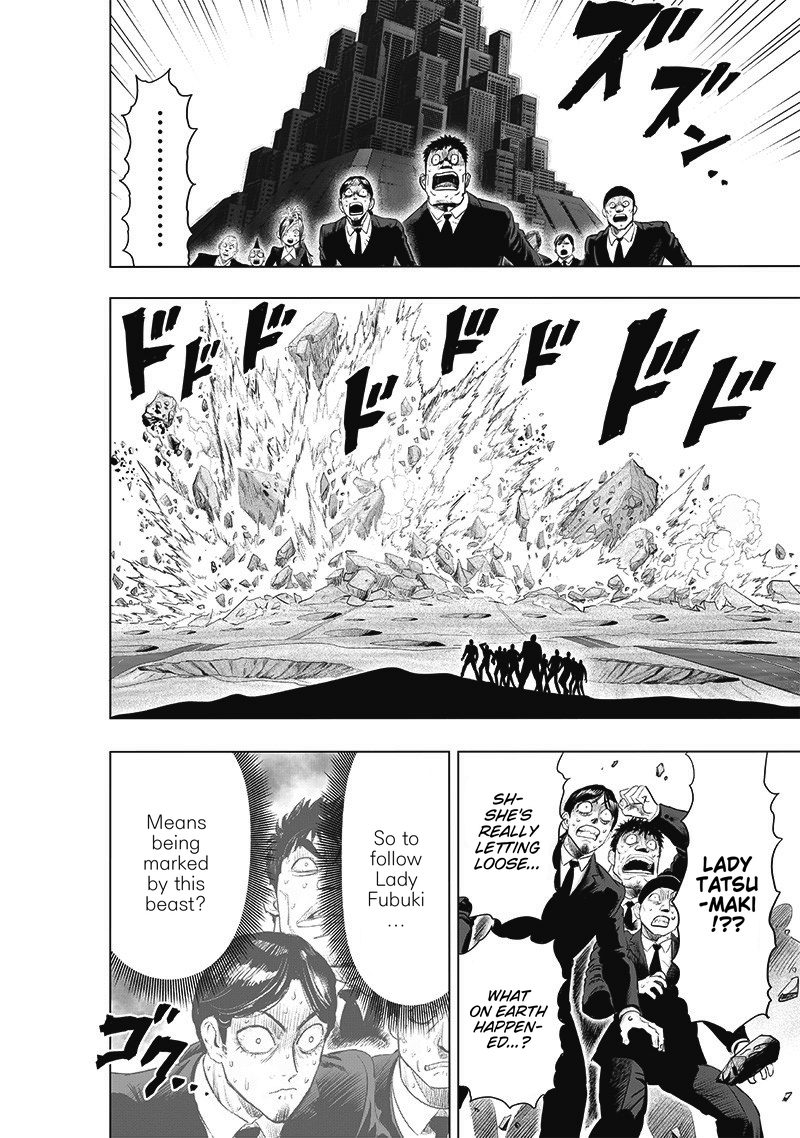 ズズン...
..........
ドドドドドドドド
LADY
TATSU
-MAKI
!??
SH-
SHE'S
REALLY
LETTING
LOOSE...
WHAT
ON EARTH
HAPPEN-
ED...?
So to
follow
Lady
Fubuki
...
Means
being
marked
by this
beast?
ゴクッ...